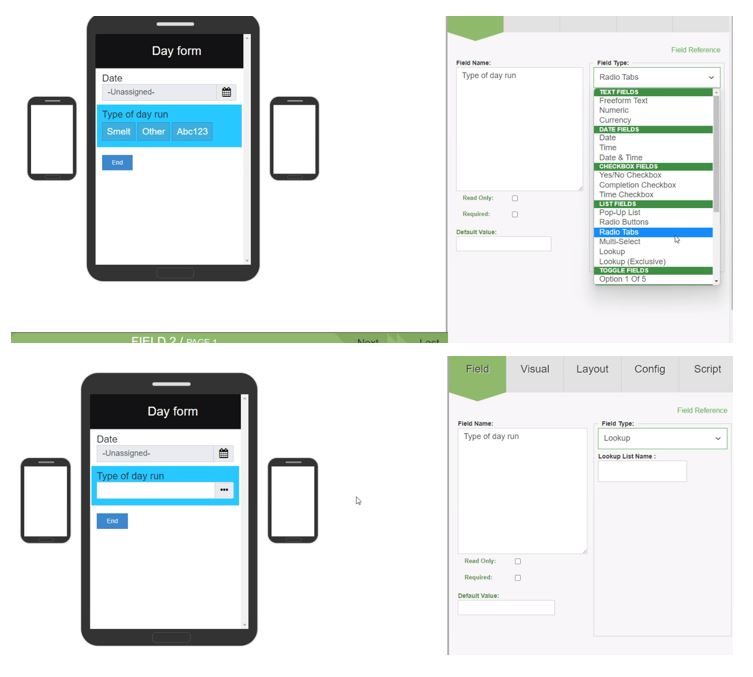 Day form
Date
-Unassigned-
Type of day run
Smelt Other Abc123
End
FIELD 2 / PAGE 1
Next Last
Field Reference
Field Name:
Type of day run
Read Only:
Required:
Default Value:
Field Type:
Radio Tabs
TEXT FIELDS
Freeform Text
Numeric
Currency
DATE FIELDS
Date
Time
Date & Time
CHECKBOX FIELDS
Yes/No Checkbox
Completion Checkbox
Time Checkbox
LIST FIELDS
Pop-Up List
Radio Buttons
Radio Tabs
Multi-Select
Lookup
Lookup (Exclusive)
TOGGLE FIELDS
Option 1 Of 5
Day form
Date
-Unassigned-
Type of day run
End
Field Visual Layout Config Script
Field Reference
Field Name:
Type of day run
Read Only:
Required:
Default Value:
Field Type:
Lookup
Lookup List Name :